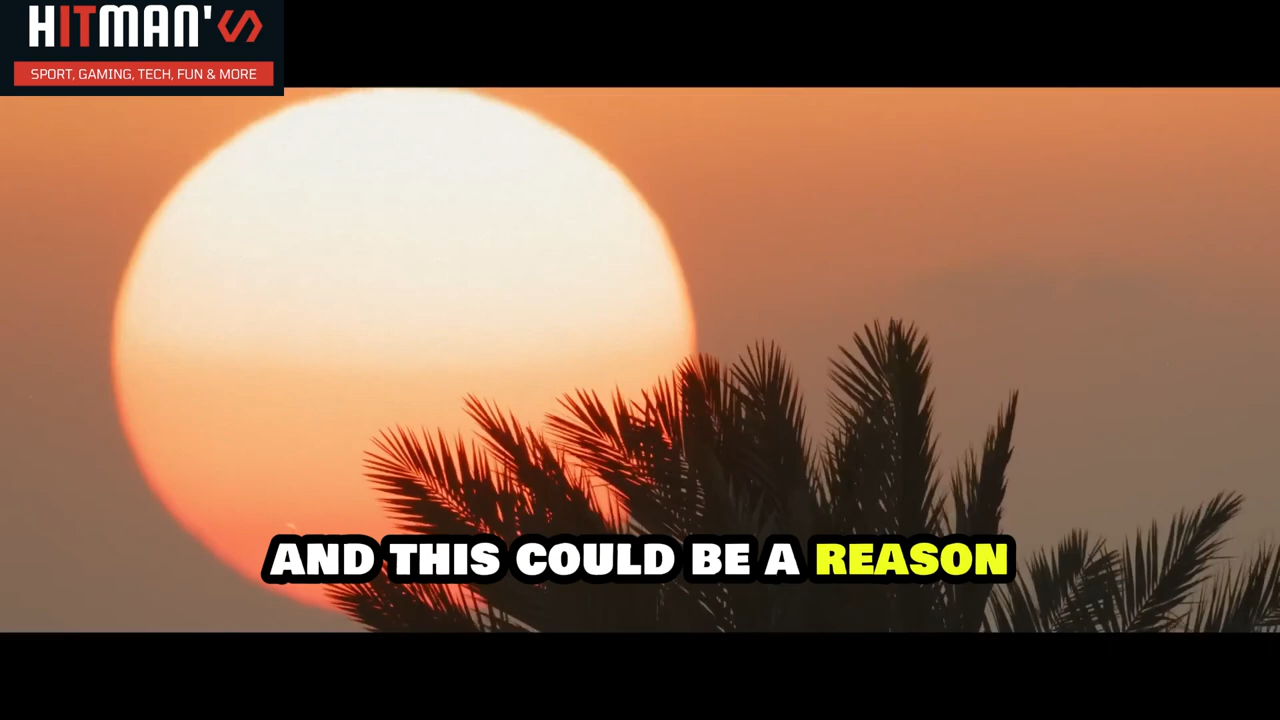 HITMAN'S
SPORT, GAMING, TECH, FUN & MORE
AND THIS COULD BE A REASON